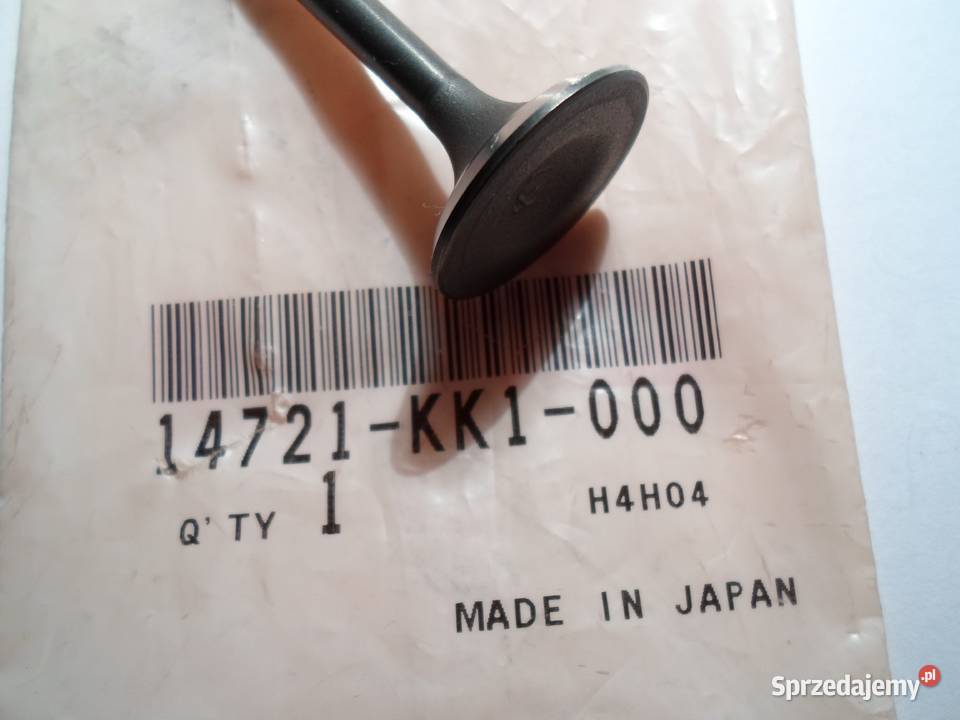 14721-KK1-000
Q'TY 1
H4H04
MADE IN JAPAN
Sprzedajemy.pl